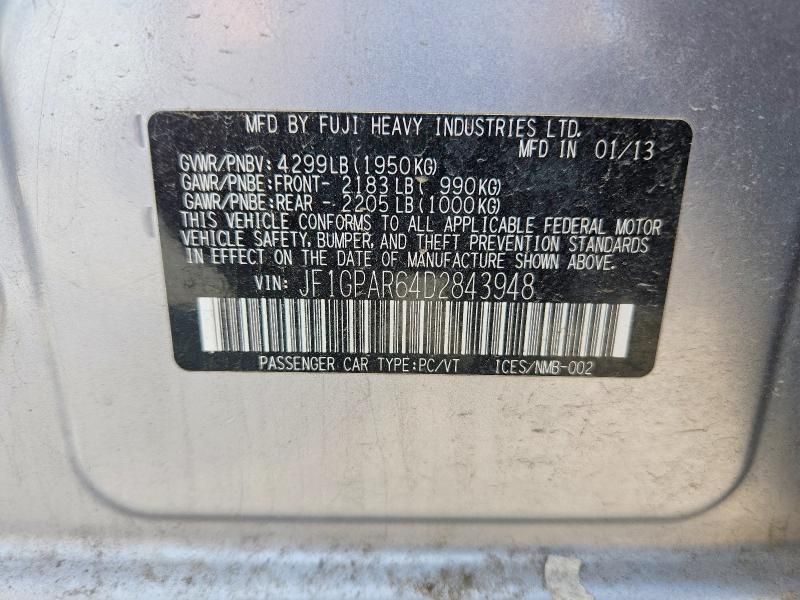 MFD BY FUJI HEAVY INDUSTRIES LTD.
MFD IN 01/13
GVWR/PNBV: 4299LB (1950KG)
GAWR/PNBE: FRONT- 2183 LB ( 990KG)
GAWR/PNBE: REAR - 2205 LB (1000KG)
THIS VEHICLE CONFORMS TO ALL APPLICABLE FEDERAL MOTOR
VEHICLE SAFETY, BUMPER, AND THEFT PREVENTION STANDARDS
IN EFFECT ON THE DATE OF MANUFACTURE SHOWN ABOVE.
VIN: JF1GPAR64D2843948
PASSENGER CAR TYPE:PC/VT ICES/NMB-002